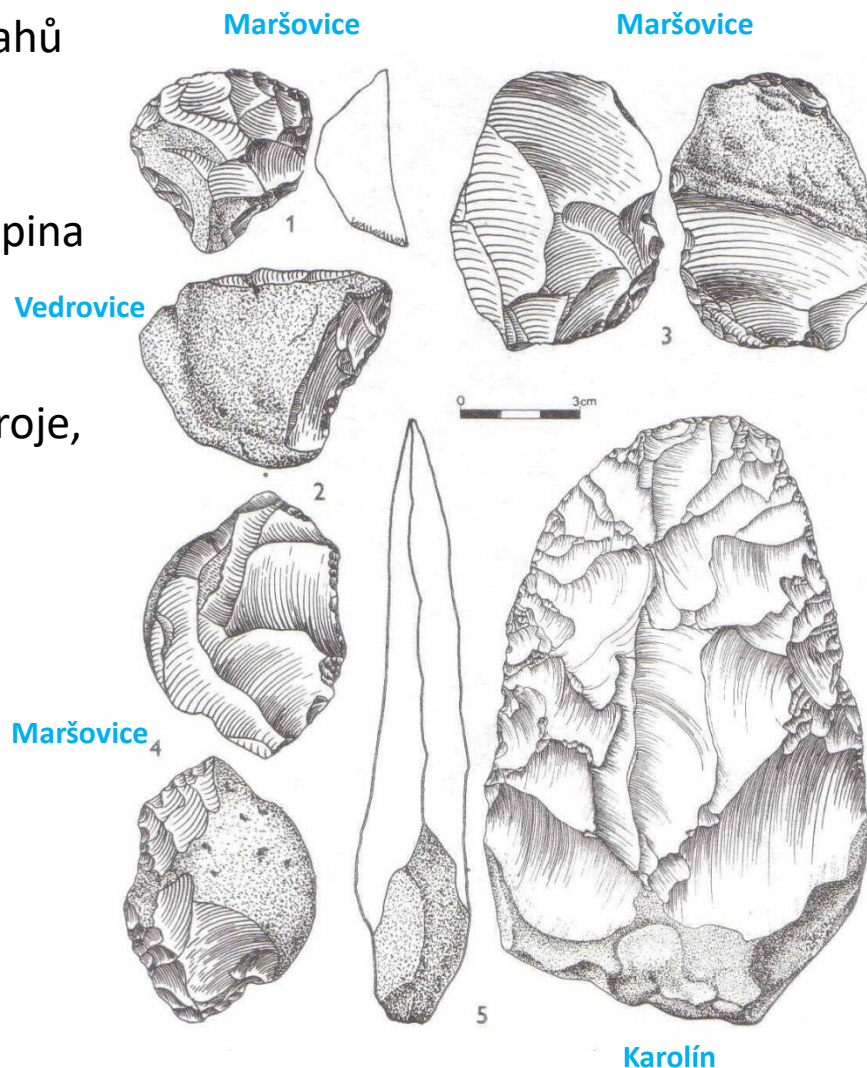 ahů
Maršovice
Maršovice
1
pina
Vedrovice
3
0 3cm
roje,
2
Maršovice
4
5
Karolín